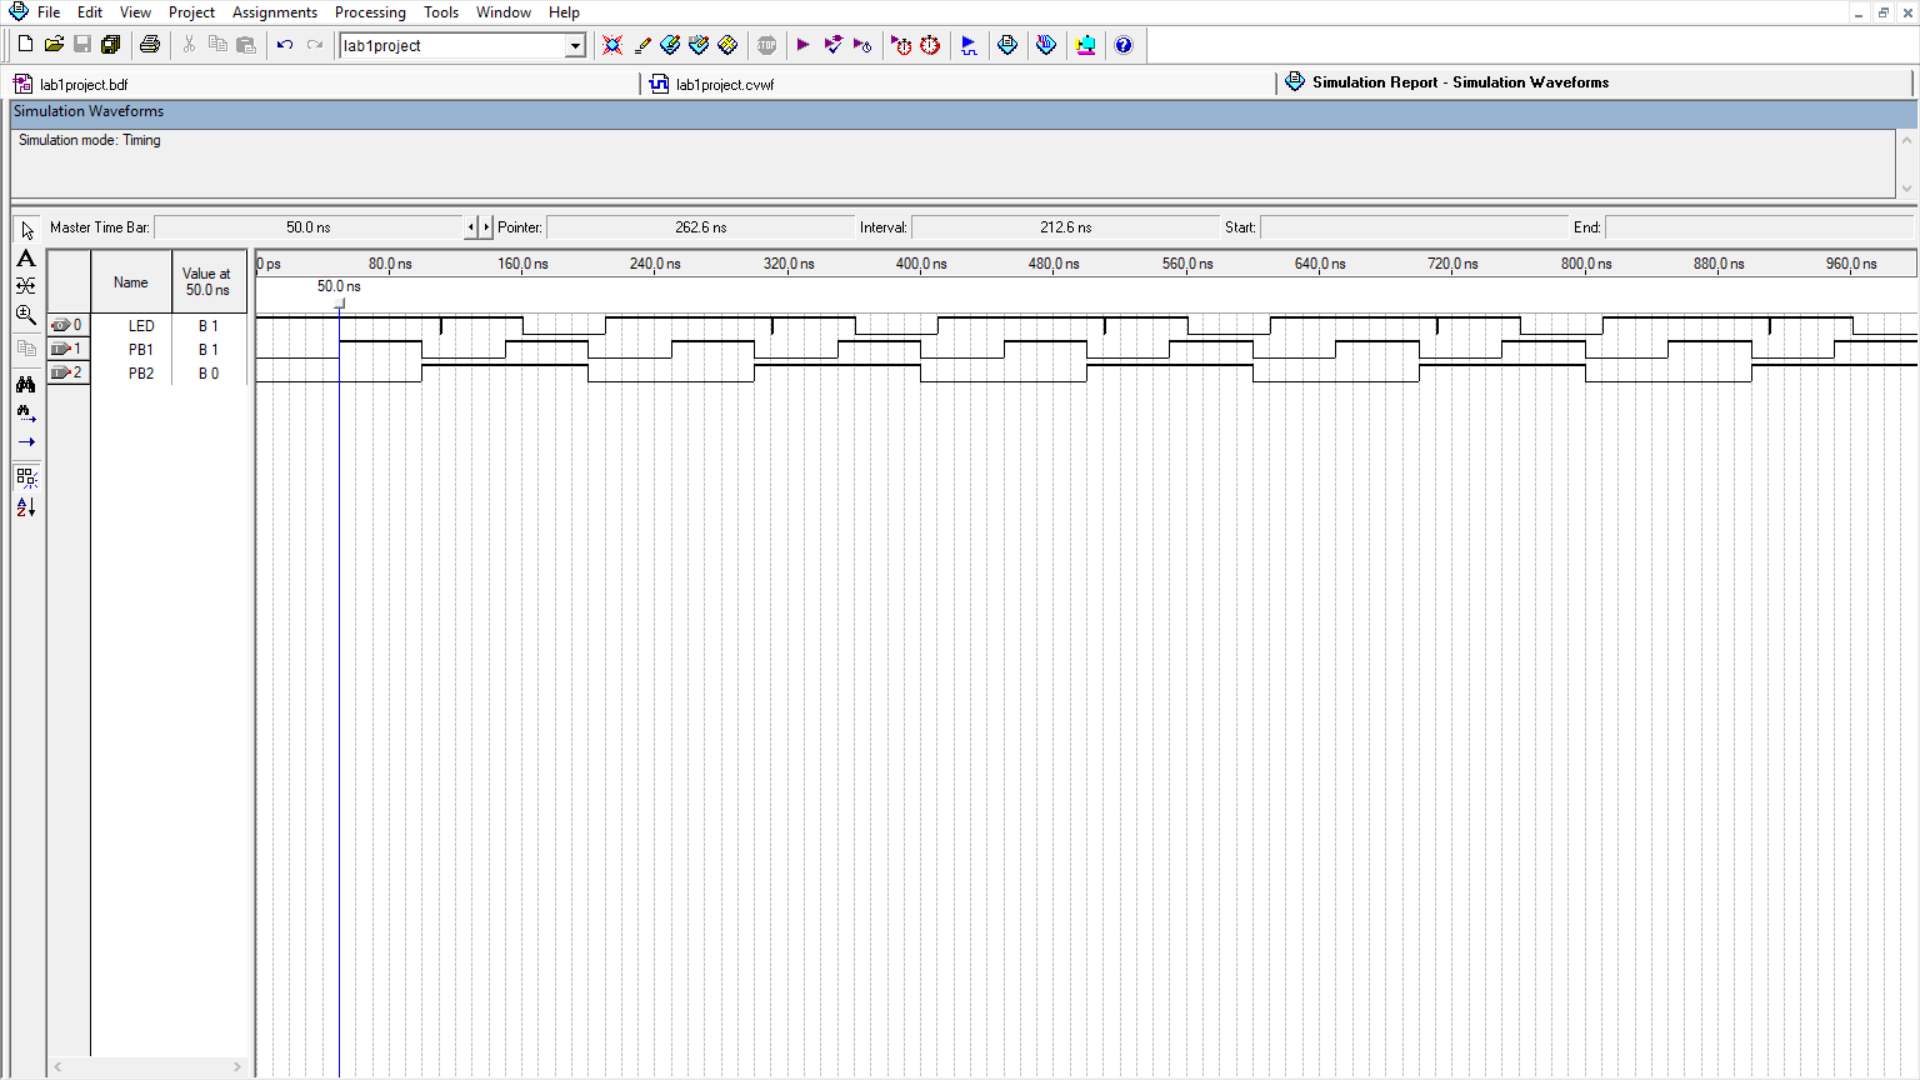 File Edit View Project Assignments Processing Tools Window Help
lab1project
STOP
lab1project.bdf
lab1project.cvwf
Simulation Report - Simulation Waveforms
Simulation Waveforms
Simulation mode: Timing
Master Time Bar: 50.0 ns Pointer: 262.6 ns Interval: 212.6 ns Start: End:
Name
Value at
50.0 ns
0 ps 80.0 ns 160.0 ns 240.0 ns 320.0 ns 400.0 ns 480.0 ns 560.0 ns 640.0 ns 720.0 ns 800.0 ns 880.0 ns 960.0 ns
50.0 ns
0 LED B 1
1 PB1 B 1
2 PB2 B 0